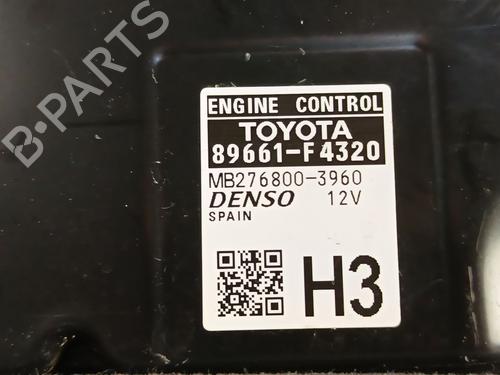 B-PARTS
ENGINE CONTROL
TOYOTA
89661-F4320
MB276800-3960
DENSO 12V
SPAIN
H3